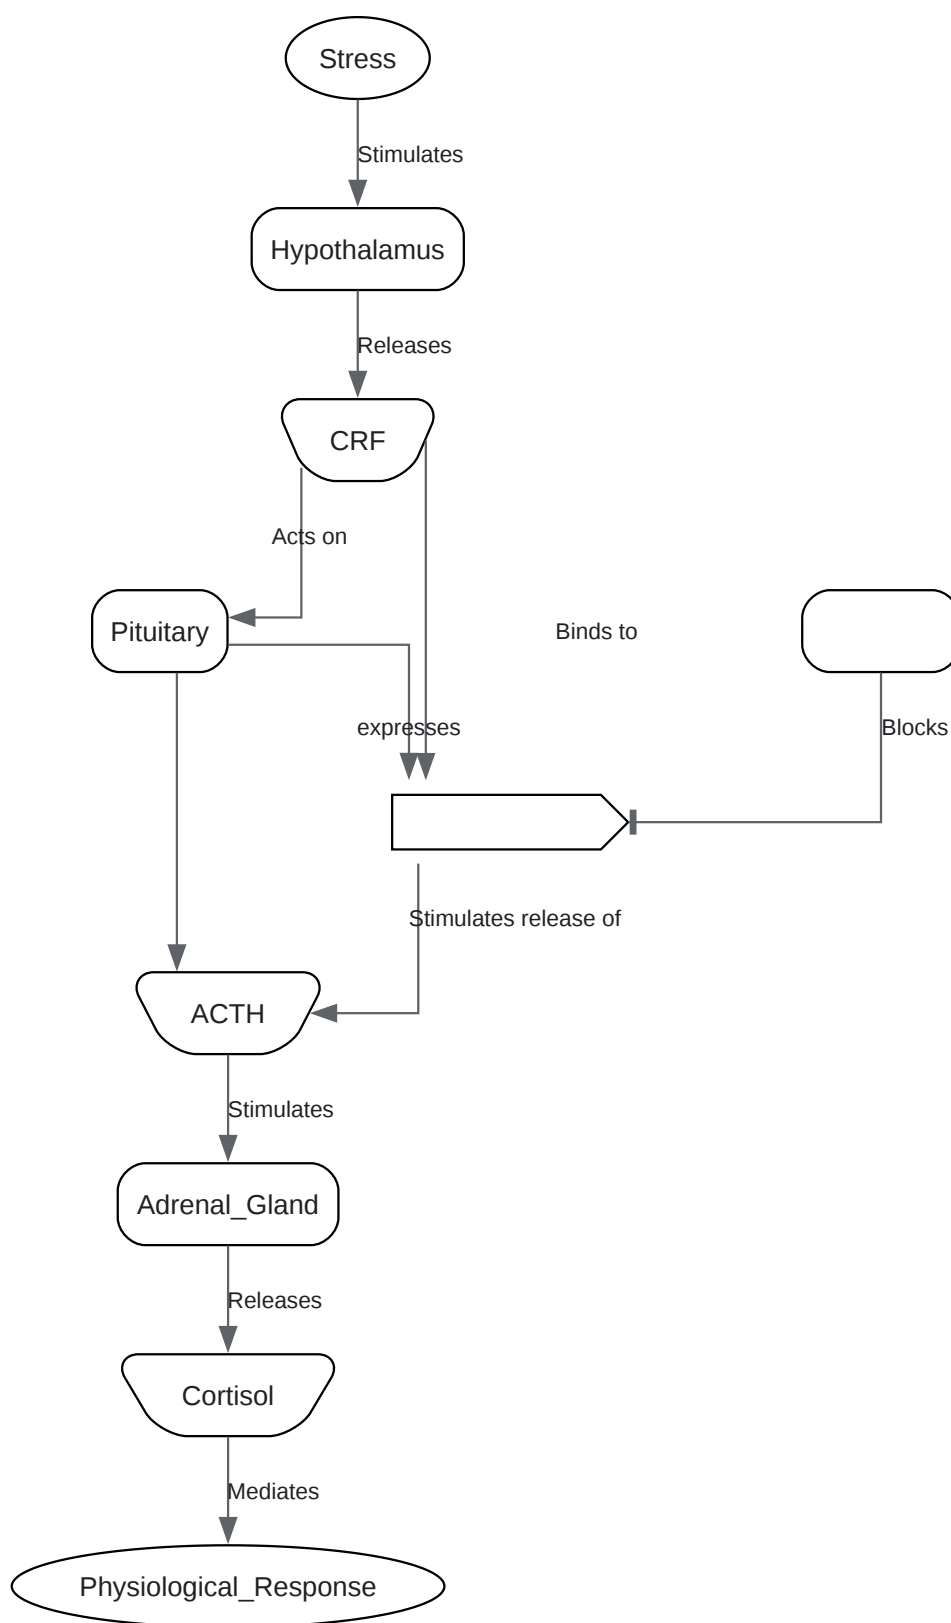 Stress
Stimulates
Hypothalamus
Releases
CRF
Acts on
Pituitary
Binds to
expresses
Blocks
Stimulates release of
ACTH
Stimulates
Adrenal_Gland
Releases
Cortisol
Mediates
Physiological_Response